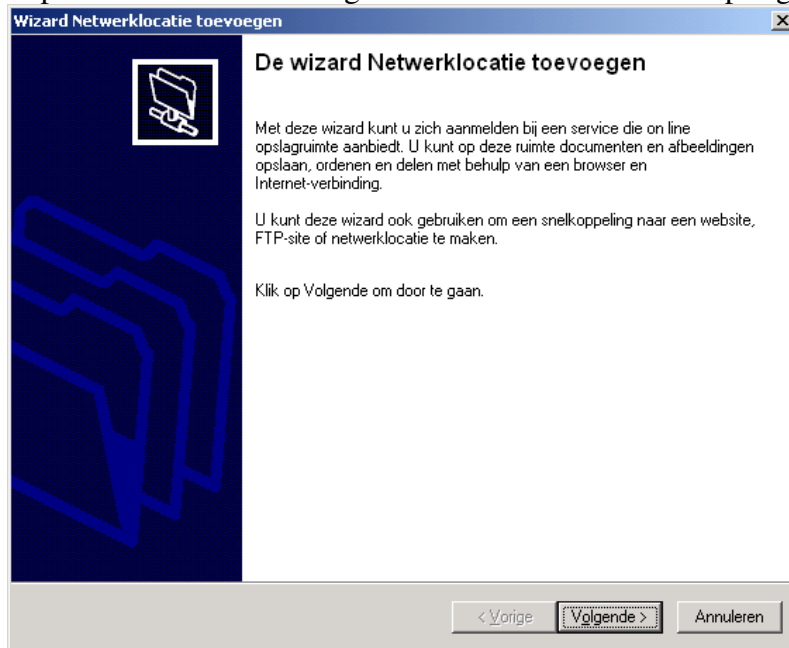 Wizard Netwerklocatie toevoegen
De wizard Netwerklocatie toevoegen
Met deze wizard kunt u zich aanmelden bij een service die on line
opslagruimte aanbiedt. U kunt op deze ruimte documenten en afbeeldingen
opslaan, ordenen en delen met behulp van een browser en
Internet-verbinding.
U kunt deze wizard ook gebruiken om een snelkoppeling naar een website,
FTP-site of netwerklocatie te maken.
Klik op Volgende om door te gaan.
< Vorige Volgende > Annuleren